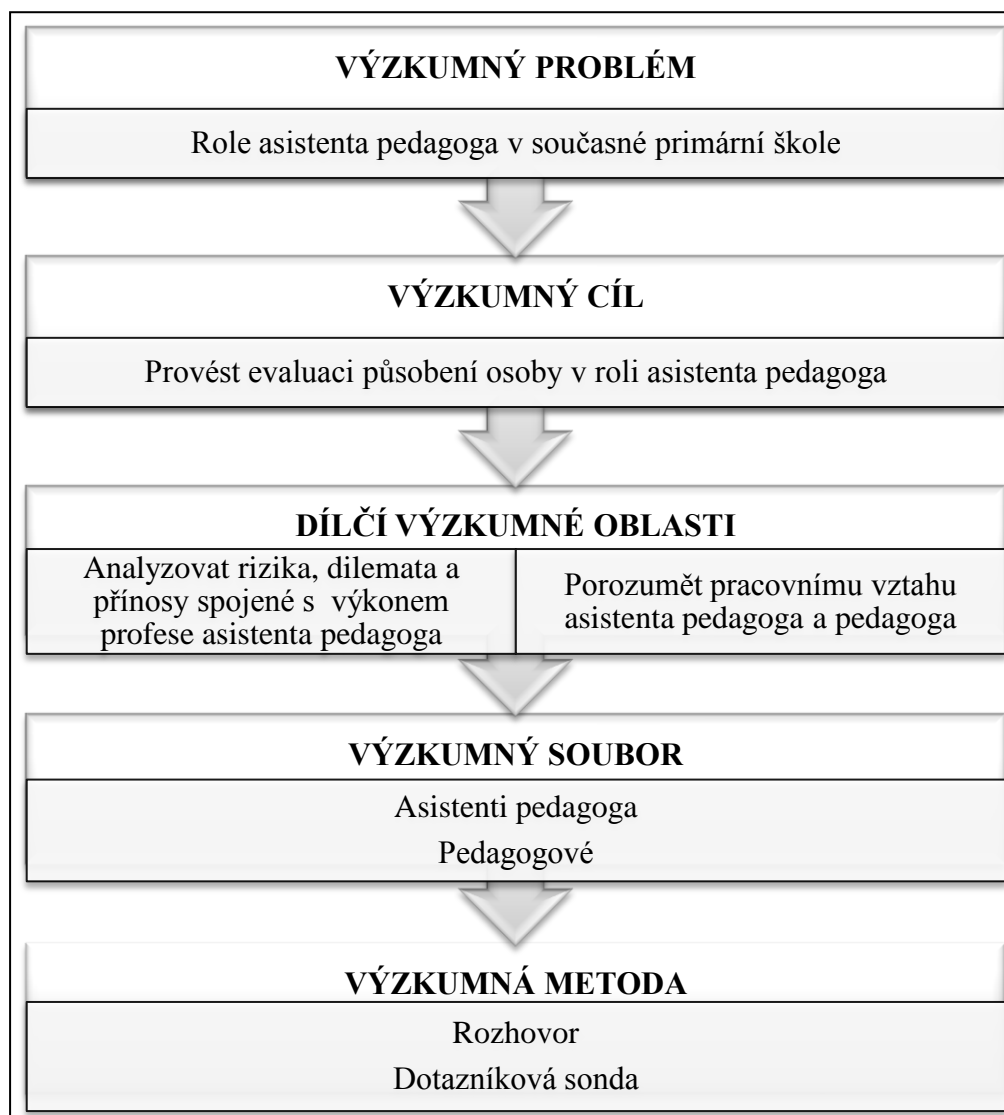 VÝZKUMNÝ PROBLÉM
Role asistenta pedagoga v současné primární škole
VÝZKUMNÝ CÍL
Provést evaluaci působení osoby v roli asistenta pedagoga
DÍLČÍ VÝZKUMNÉ OBLASTI
Analyzovat rizika, dilemata a
přínosy spojené s výkonem
profese asistenta pedagoga
Porozumět pracovnímu vztahu
asistenta pedagoga a pedagoga
VÝZKUMNÝ SOUBOR
Asistenti pedagoga
Pedagogové
VÝZKUMNÁ METODA
Rozhovor
Dotazníková sonda